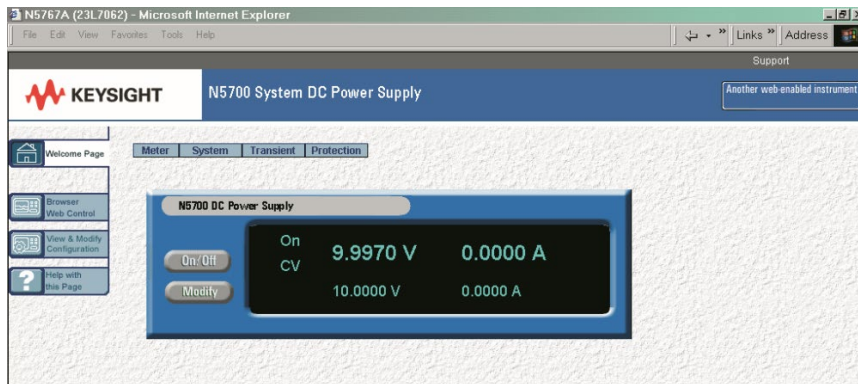 N5767A (23L7062) - Microsoft Internet Explorer
File Edit View Favorites Tools Help
» Links » Address
Support
KEYSIGHT N5700 System DC Power Supply
Another web-enabled instrument
Welcome Page
Meter System Transient Protection
Browser
Web Control
View & Modify
Configuration
Help with
this Page
N5700 DC Power Supply
On/Off
Modify
On
CV
9.9970 V 0.0000 A
10.0000 V 0.0000 A